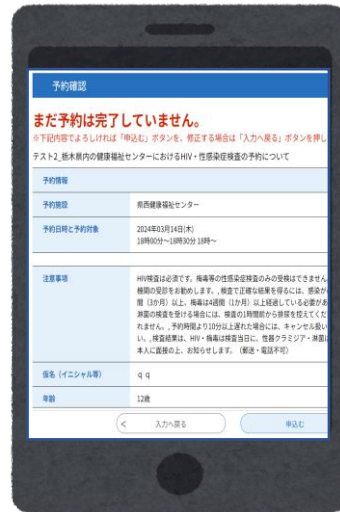 予約確認
まだ予約は完了していません。
※下記内容でよろしければ「申込む」ボタンを、修正する場合は「入力へ戻る」ボタンを押し
テスト2_栃木県内の健康福祉センターにおけるHIV・性感染症検査の予約について
予約情報
予約施設 県西健康福祉センター
予約日時と予約対象 2024年03月14日(木)
18時00分~18時30分 18時~
注意事項 HIV検査は必須です。梅毒等の性感染症検査のみの受検はできません
機関の受診をお勧めします。,検査で正確な結果を得るには、感染が
間（3か月）以上、梅毒は4週間（1か月）以上経過している必要があ
淋菌の検査を受ける場合には、検査の1時間前から排尿を控えてくだ
れません。,予約時間より10分以上遅れた場合には、キャンセル扱い
い。,検査結果は、HIV・梅毒は検査当日に、性器クラミジア・淋菌は
本人に面接の上、お知らせします。（郵送・電話不可）
仮名（イニシャル等） q q
年齢 12歳
< 入力へ戻る 申込む